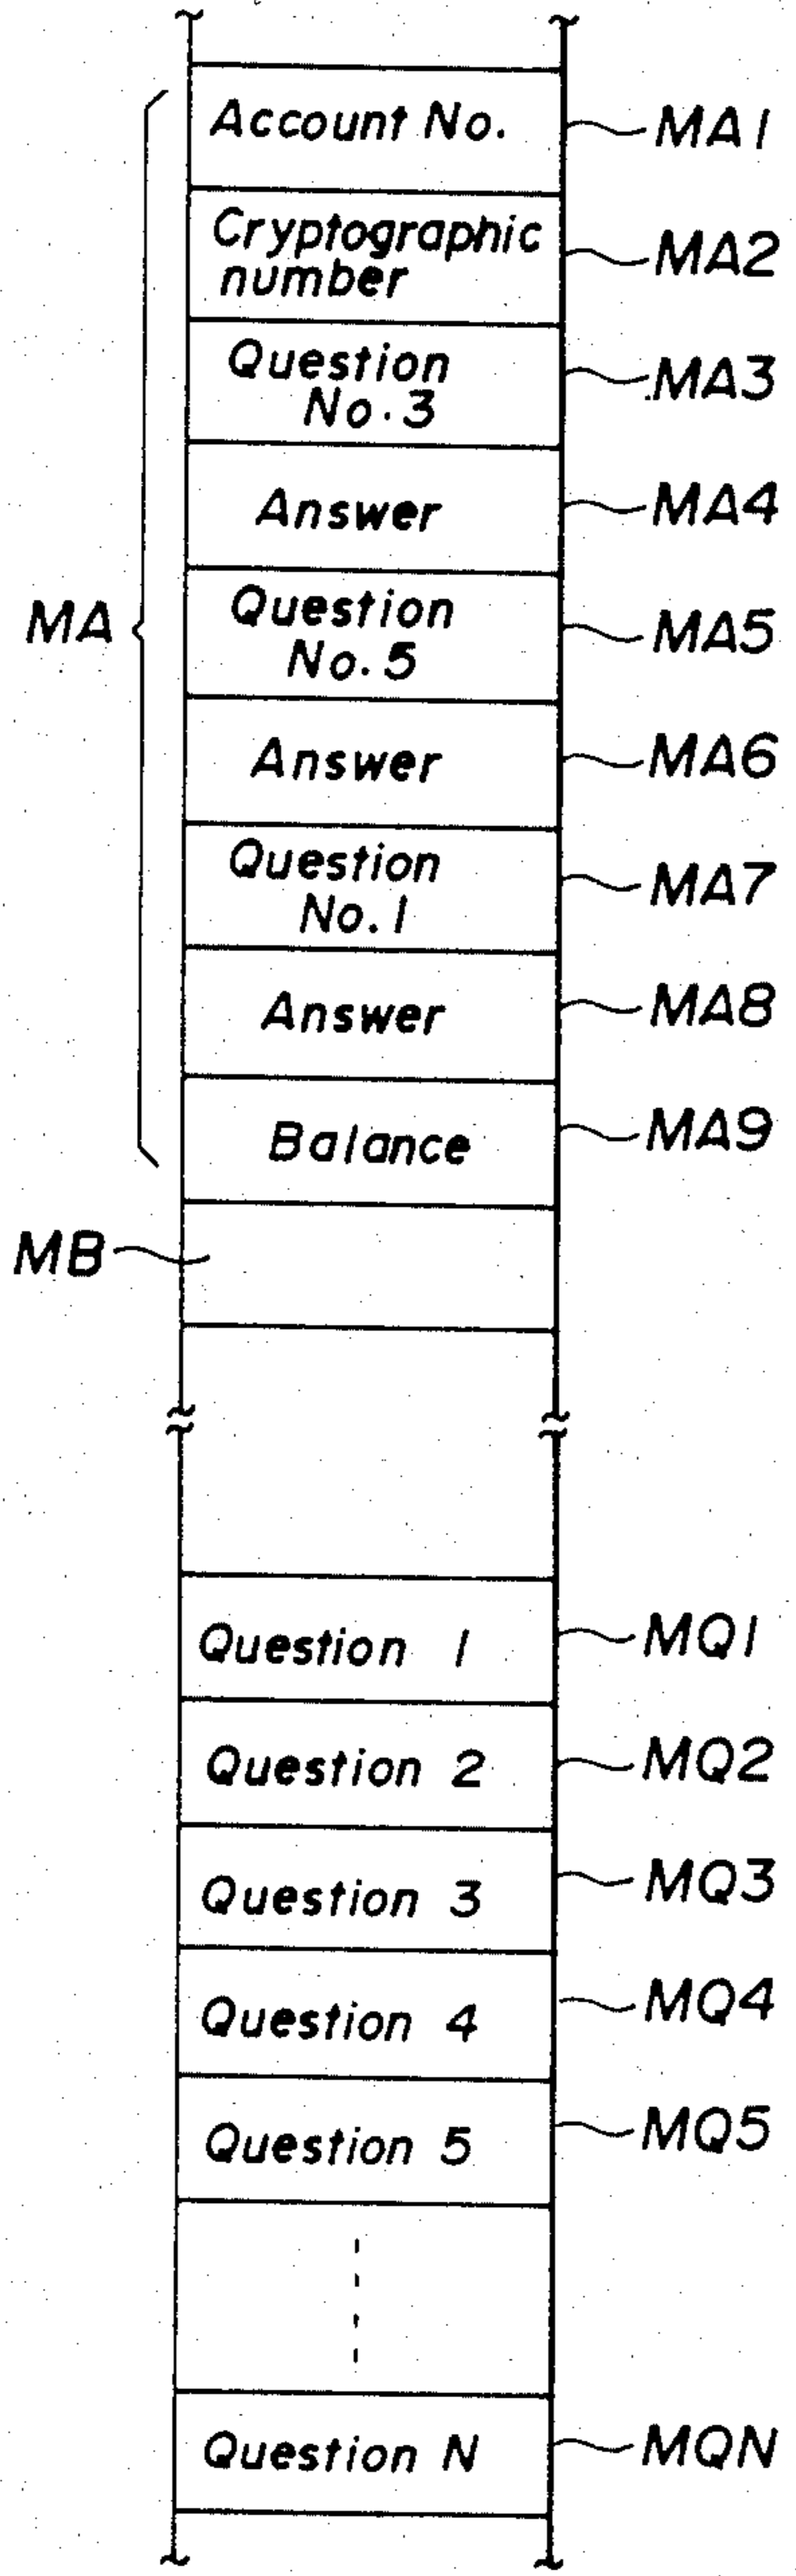 Account No. MA1
Cryptographic
number MA2
Question
No. 3 MA3
Answer MA4
MA
Question
No. 5 MA5
Answer MA6
Question
No. 1 MA7
Answer MA8
Balance MA9
MB
Question 1 MQ1
Question 2 MQ2
Question 3 MQ3
Question 4 MQ4
Question 5 MQ5
Question N MQN